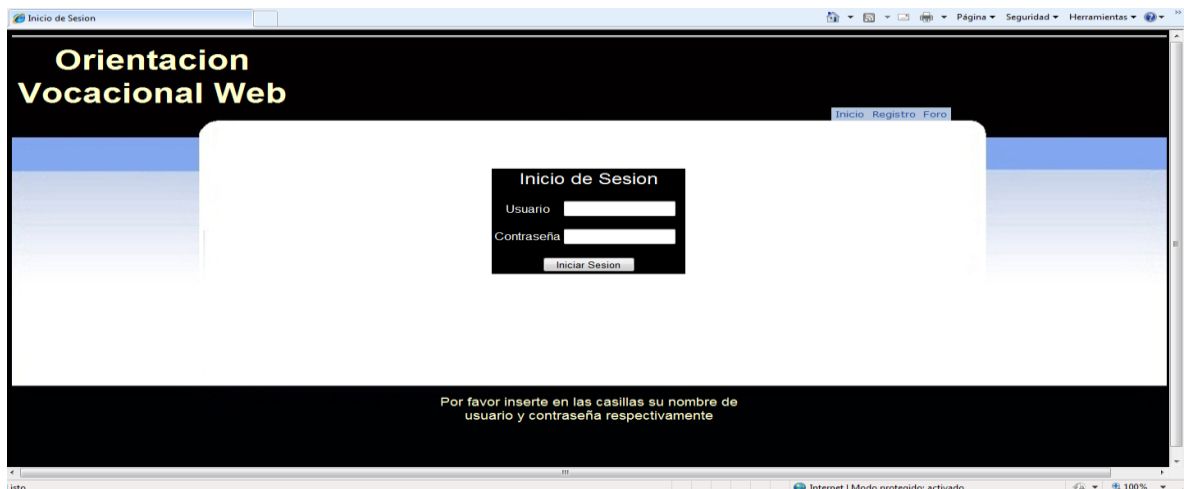 Inicio de Sesion
Página Seguridad Herramientas
Orientacion
Vocacional Web
Inicio Registro Foro
Inicio de Sesion
Usuario
Contraseña
Iniciar Sesion
Por favor inserte en las casillas su nombre de
usuario y contraseña respectivamente
Internet | Modo protegido: activado 100%